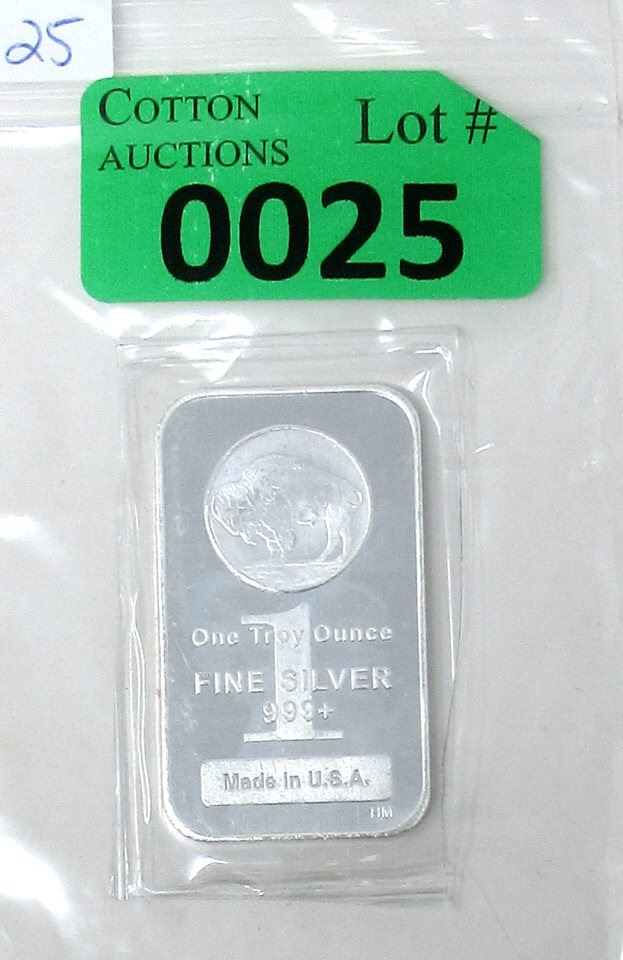 25
COTTON
AUCTIONS
Lot #
0025
1
One Troy Ounce
FINE SILVER
999+
Made in U.S.A.
HM